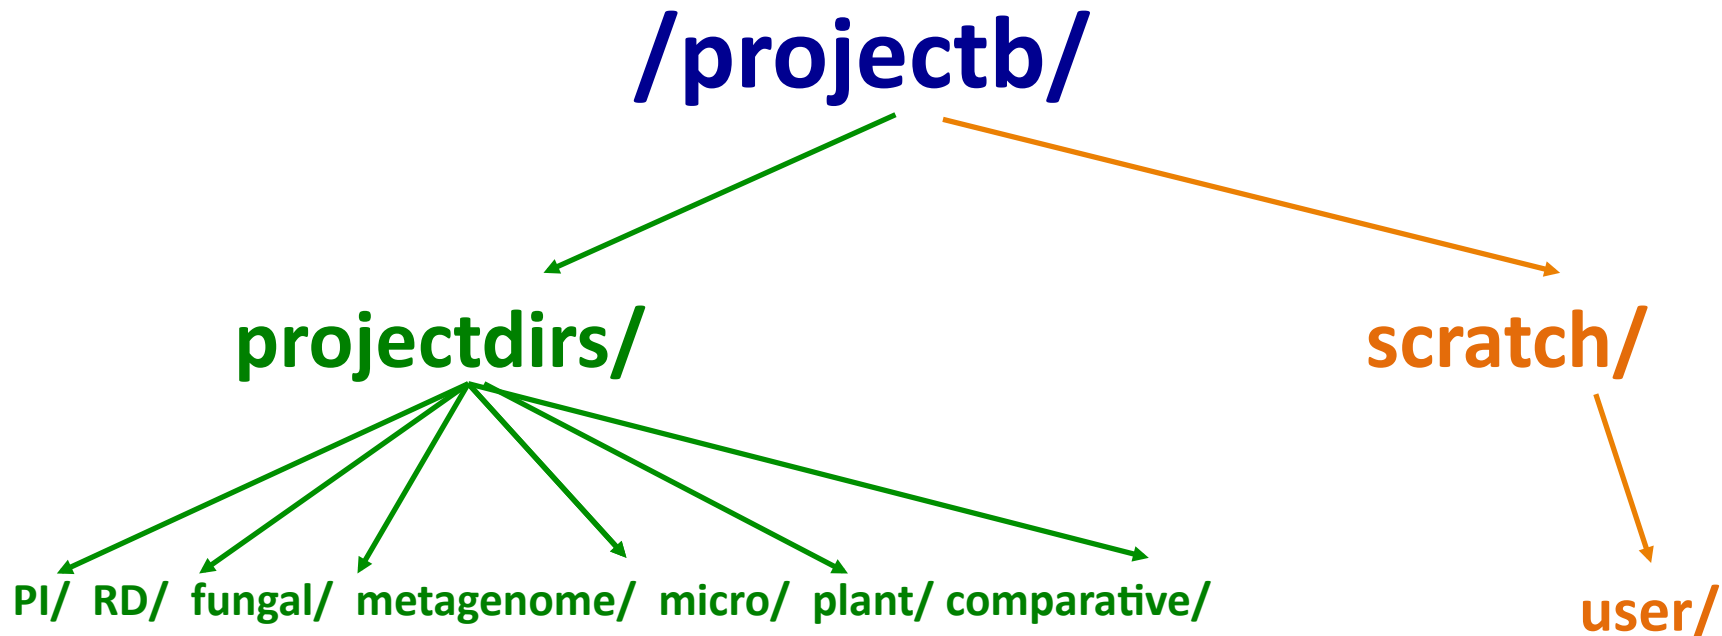 /projectb/
projectdirs/ scratch/
PI/ RD/ fungal/ metagenome/ micro/ plant/ comparative/ user/